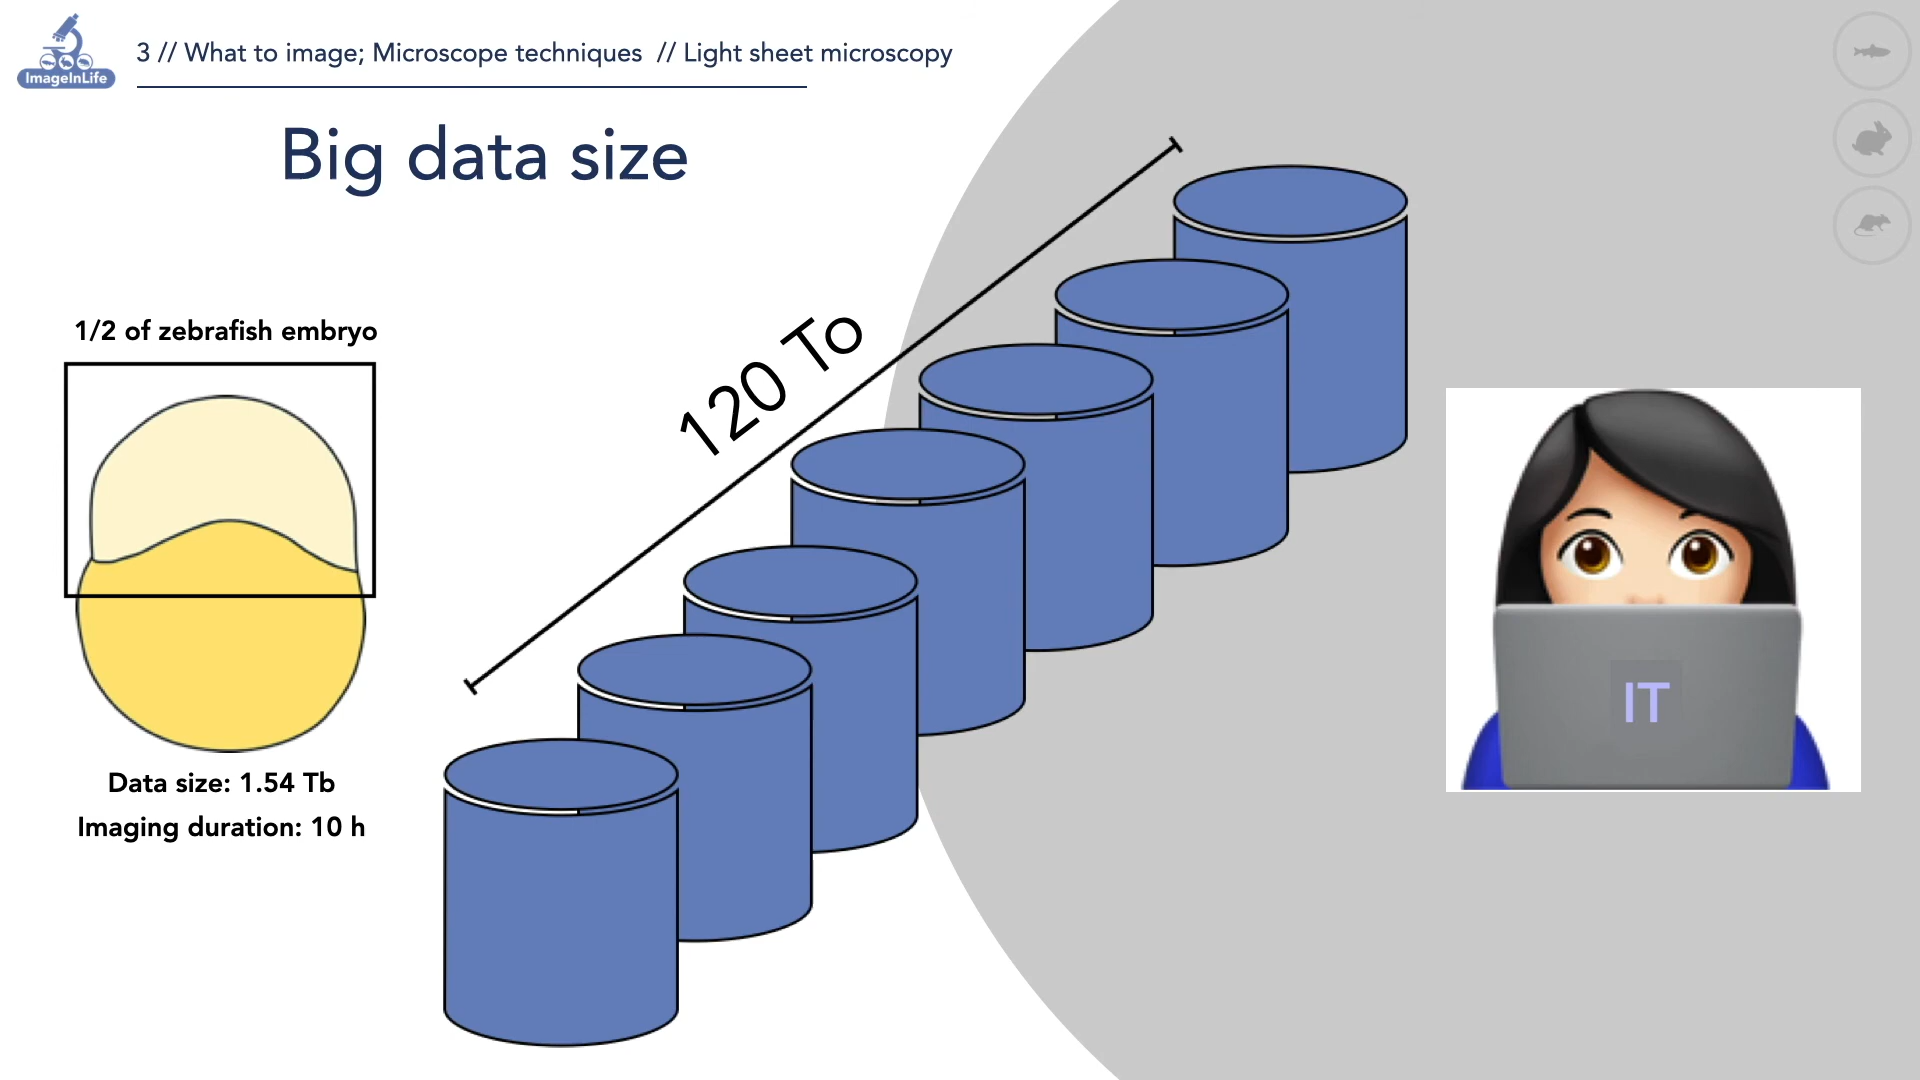 ImageInLife
3 // What to image; Microscope techniques // Light sheet microscopy
Big data size
1/2 of zebrafish embryo
Data size: 1.54 Tb
Imaging duration: 10 h
120 To
IT